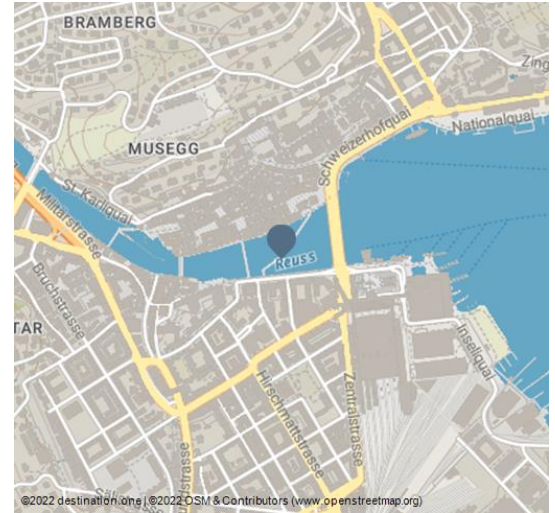 BRAMBERG
Zing
Nationalquai
Schweizerhofquai
MUSEGG
St.-Karliquai
Militärstrasse
Reuss
Bruchstrasse
TAR
Inseliquai
Hirschmattstrasse
Zentralstrasse
©2022 destination.one | ©2022 OSM & Contributors (www.openstreetmap.org)